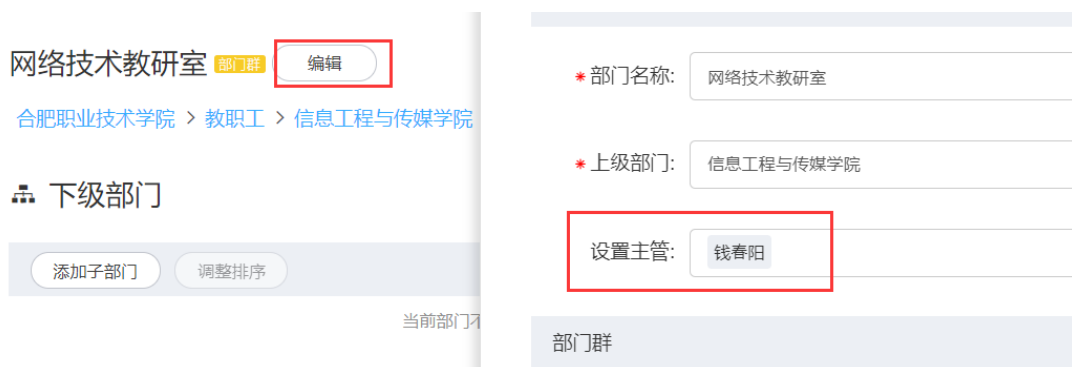 网络技术教研室 部门群 编辑
合肥职业技术学院 > 教职工 > 信息工程与传媒学院
下级部门
添加子部门 调整排序
当前部门
*部门名称: 网络技术教研室
*上级部门: 信息工程与传媒学院
设置主管: 钱春阳
部门群